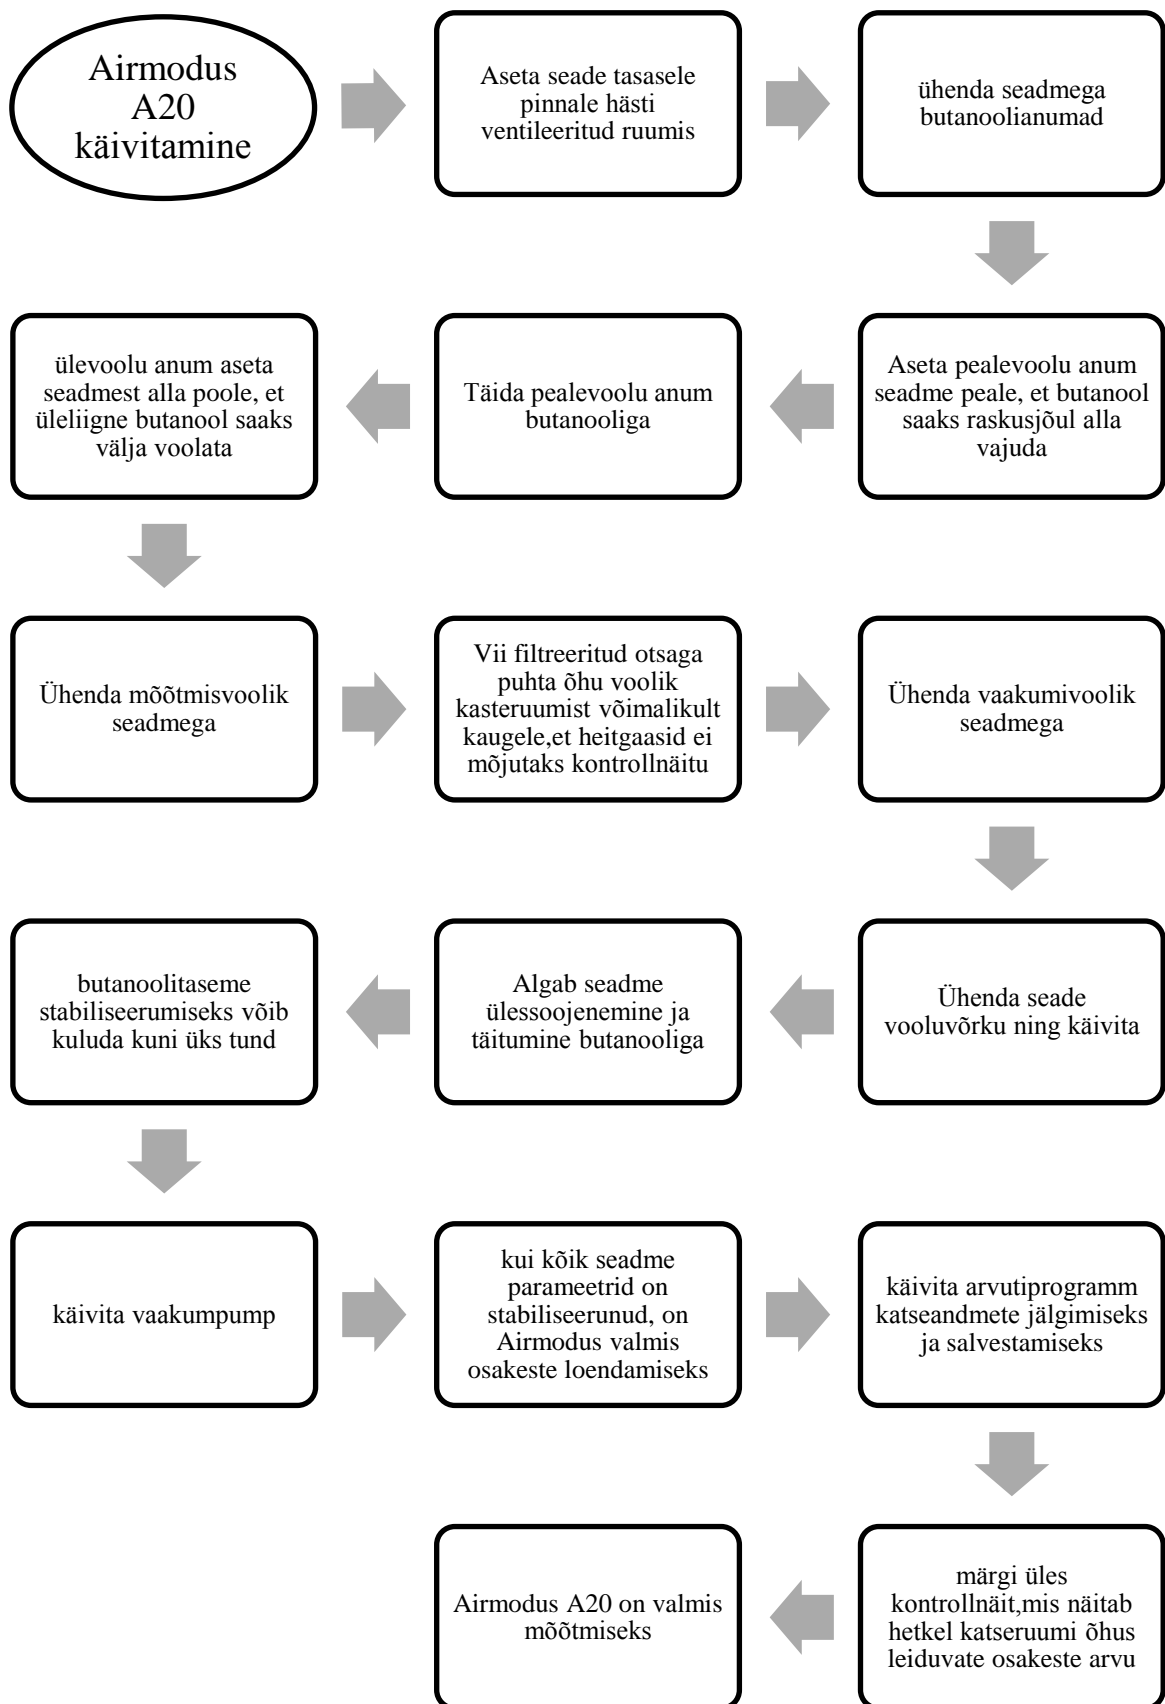 Airmodus
A20
käivitamine
Aseta seade tasasele
pinnale hästi
ventileeritud ruumis
ühenda seadmega
butanoolianumad
Aseta pealevoolu anum
seadme peale, et butanool
saaks raskusjõul alla
vajuda
Täida pealevoolu anum
butanooliga
ülevoolu anum aseta
seadmest alla poole, et
üleliigne butanool saaks
välja voolata
Ühenda mõõtmisvoolik
seadmega
Vii filtreeritud otsaga
puhta õhu voolik
kasteruumist võimalikult
kaugele,et heitgaasid ei
mõjutaks kontrollnäitu
Ühenda vaakumivoolik
seadmega
Ühenda seade
vooluvõrku ning käivita
Algab seadme
ülessoojenemine ja
täitumine butanooliga
butanoolitaseme
stabiliseerumiseks võib
kuluda kuni üks tund
käivita vaakumpump
kui kõik seadme
parameetrid on
stabiliseerunud, on
Airmodus valmis
osakeste loendamiseks
käivita arvutiprogramm
katseandmete jälgimiseks
ja salvestamiseks
märgi üles
kontrollnäit,mis näitab
hetkel katseruumi õhus
leiduvate osakeste arvu
Airmodus A20 on valmis
mõõtmiseks